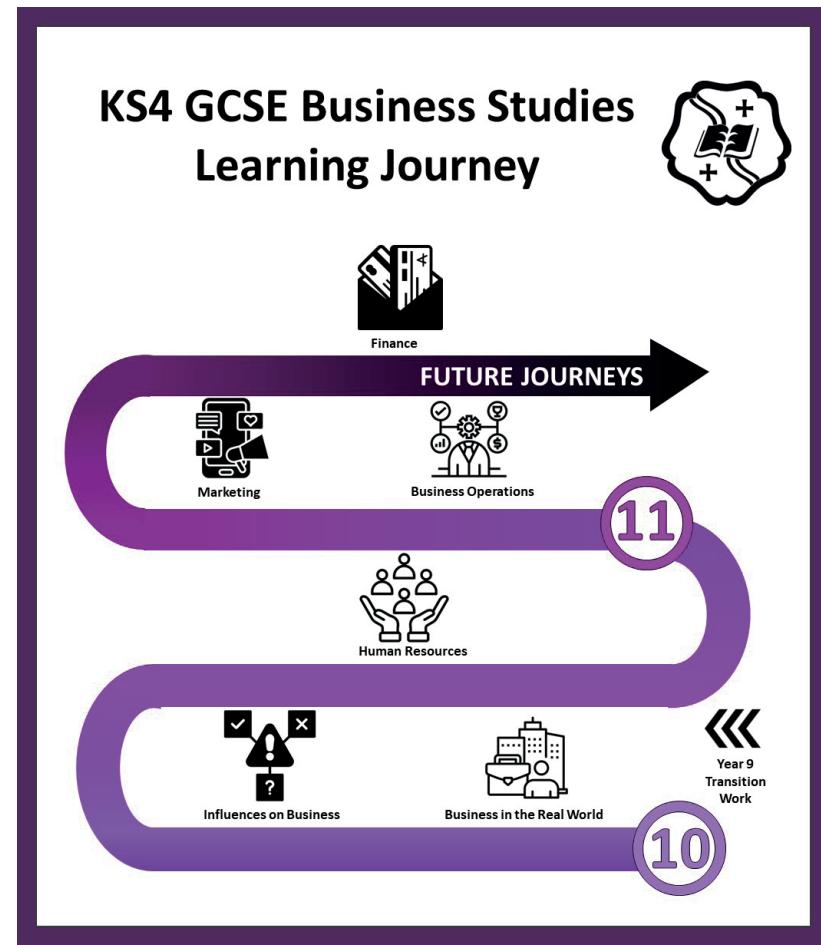 KS4 GCSE Business Studies
Learning Journey
Finance
FUTURE JOURNEYS
Marketing
Business Operations
11
Human Resources
Influences on Business
Business in the Real World
Year 9
Transition
Work
10